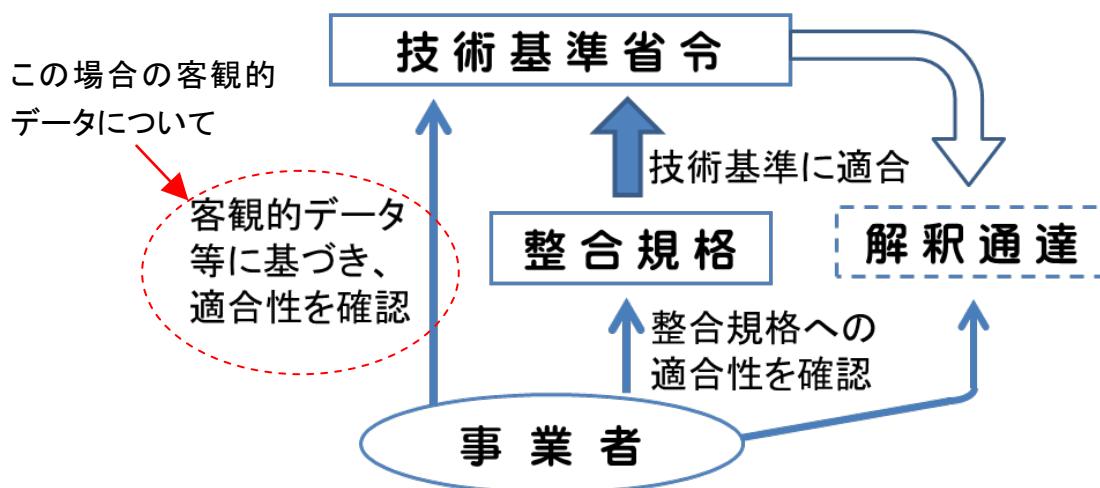 技術基準省令
この場合の客観的
データについて
技術基準に適合
客観的データ
等に基づき、
適合性を確認
整合規格
解釈通達
整合規格への
適合性を確認
事業者